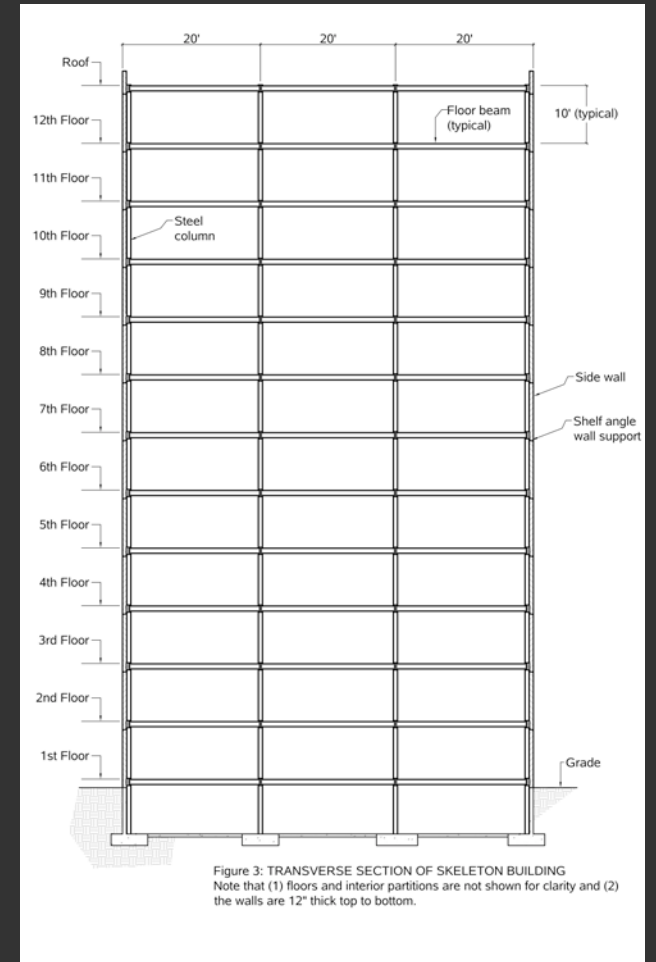 20'
20'
20'
Roof
10' (typical)
Floor beam
(typical)
12th Floor
11th Floor
Steel
column
10th Floor
9th Floor
8th Floor
Side wall
7th Floor
Shelf angle
wall support
6th Floor
5th Floor
4th Floor
3rd Floor
2nd Floor
1st Floor
Grade
Figure 3: TRANSVERSE SECTION OF SKELETON BUILDING
Note that (1) floors and interior partitions are not shown for clarity and (2)
the walls are 12" thick top to bottom.